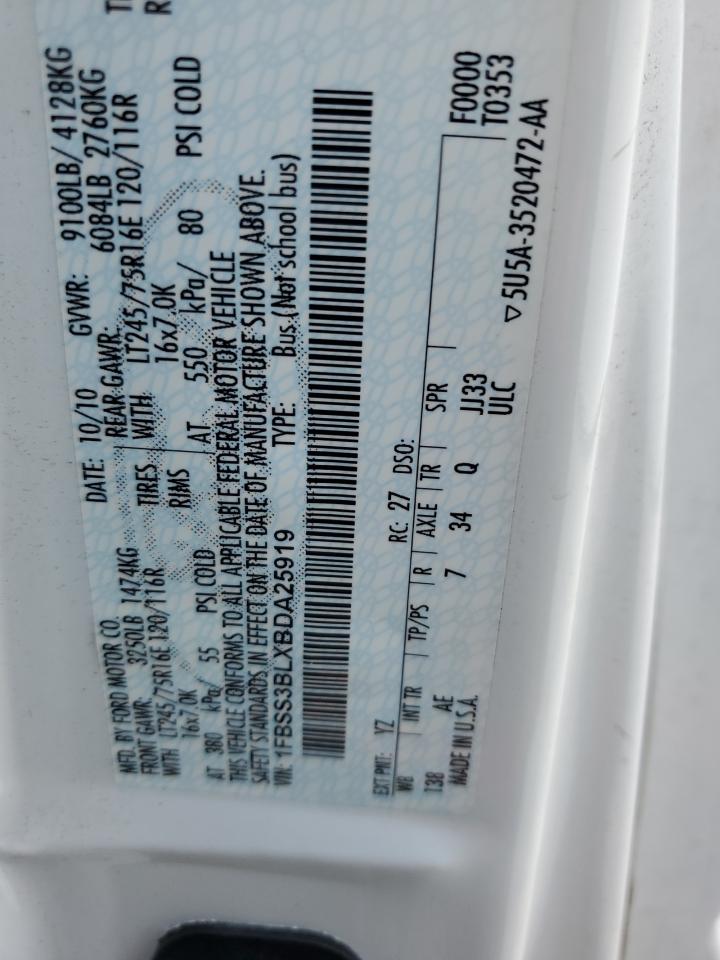 MFD. BY FORD MOTOR CO.
DATE: 10/10 GVWR: 9100LB/ 4128KG
FRONT GAWR: 3250LB 1474KG REAR GAWR: 6084LB 2760KG
WITH LT245/75R16E 120/116R TIRES WITH LT245/75R16E 120/116R
16x7.0K RIMS 16x7.0K
AT 380 kPa/ 55 PSI COLD AT 550 kPa/ 80 PSI COLD
THIS VEHICLE CONFORMS TO ALL APPLICABLE FEDERAL MOTOR VEHICLE
SAFETY STANDARDS IN EFFECT ON THE DATE OF MANUFACTURE SHOWN ABOVE.
VIN: 1FBSS3BLXBDA25919 TYPE: Bus (Not school bus)
EXT PNT: YZ RC: 27 DSO:
WB INT TR TP/PS R AXLE TR SPR F0000
138 AE 7 34 Q JJ33 T0353
MADE IN U.S.A. ULC
▽5U5A-3520472-AA